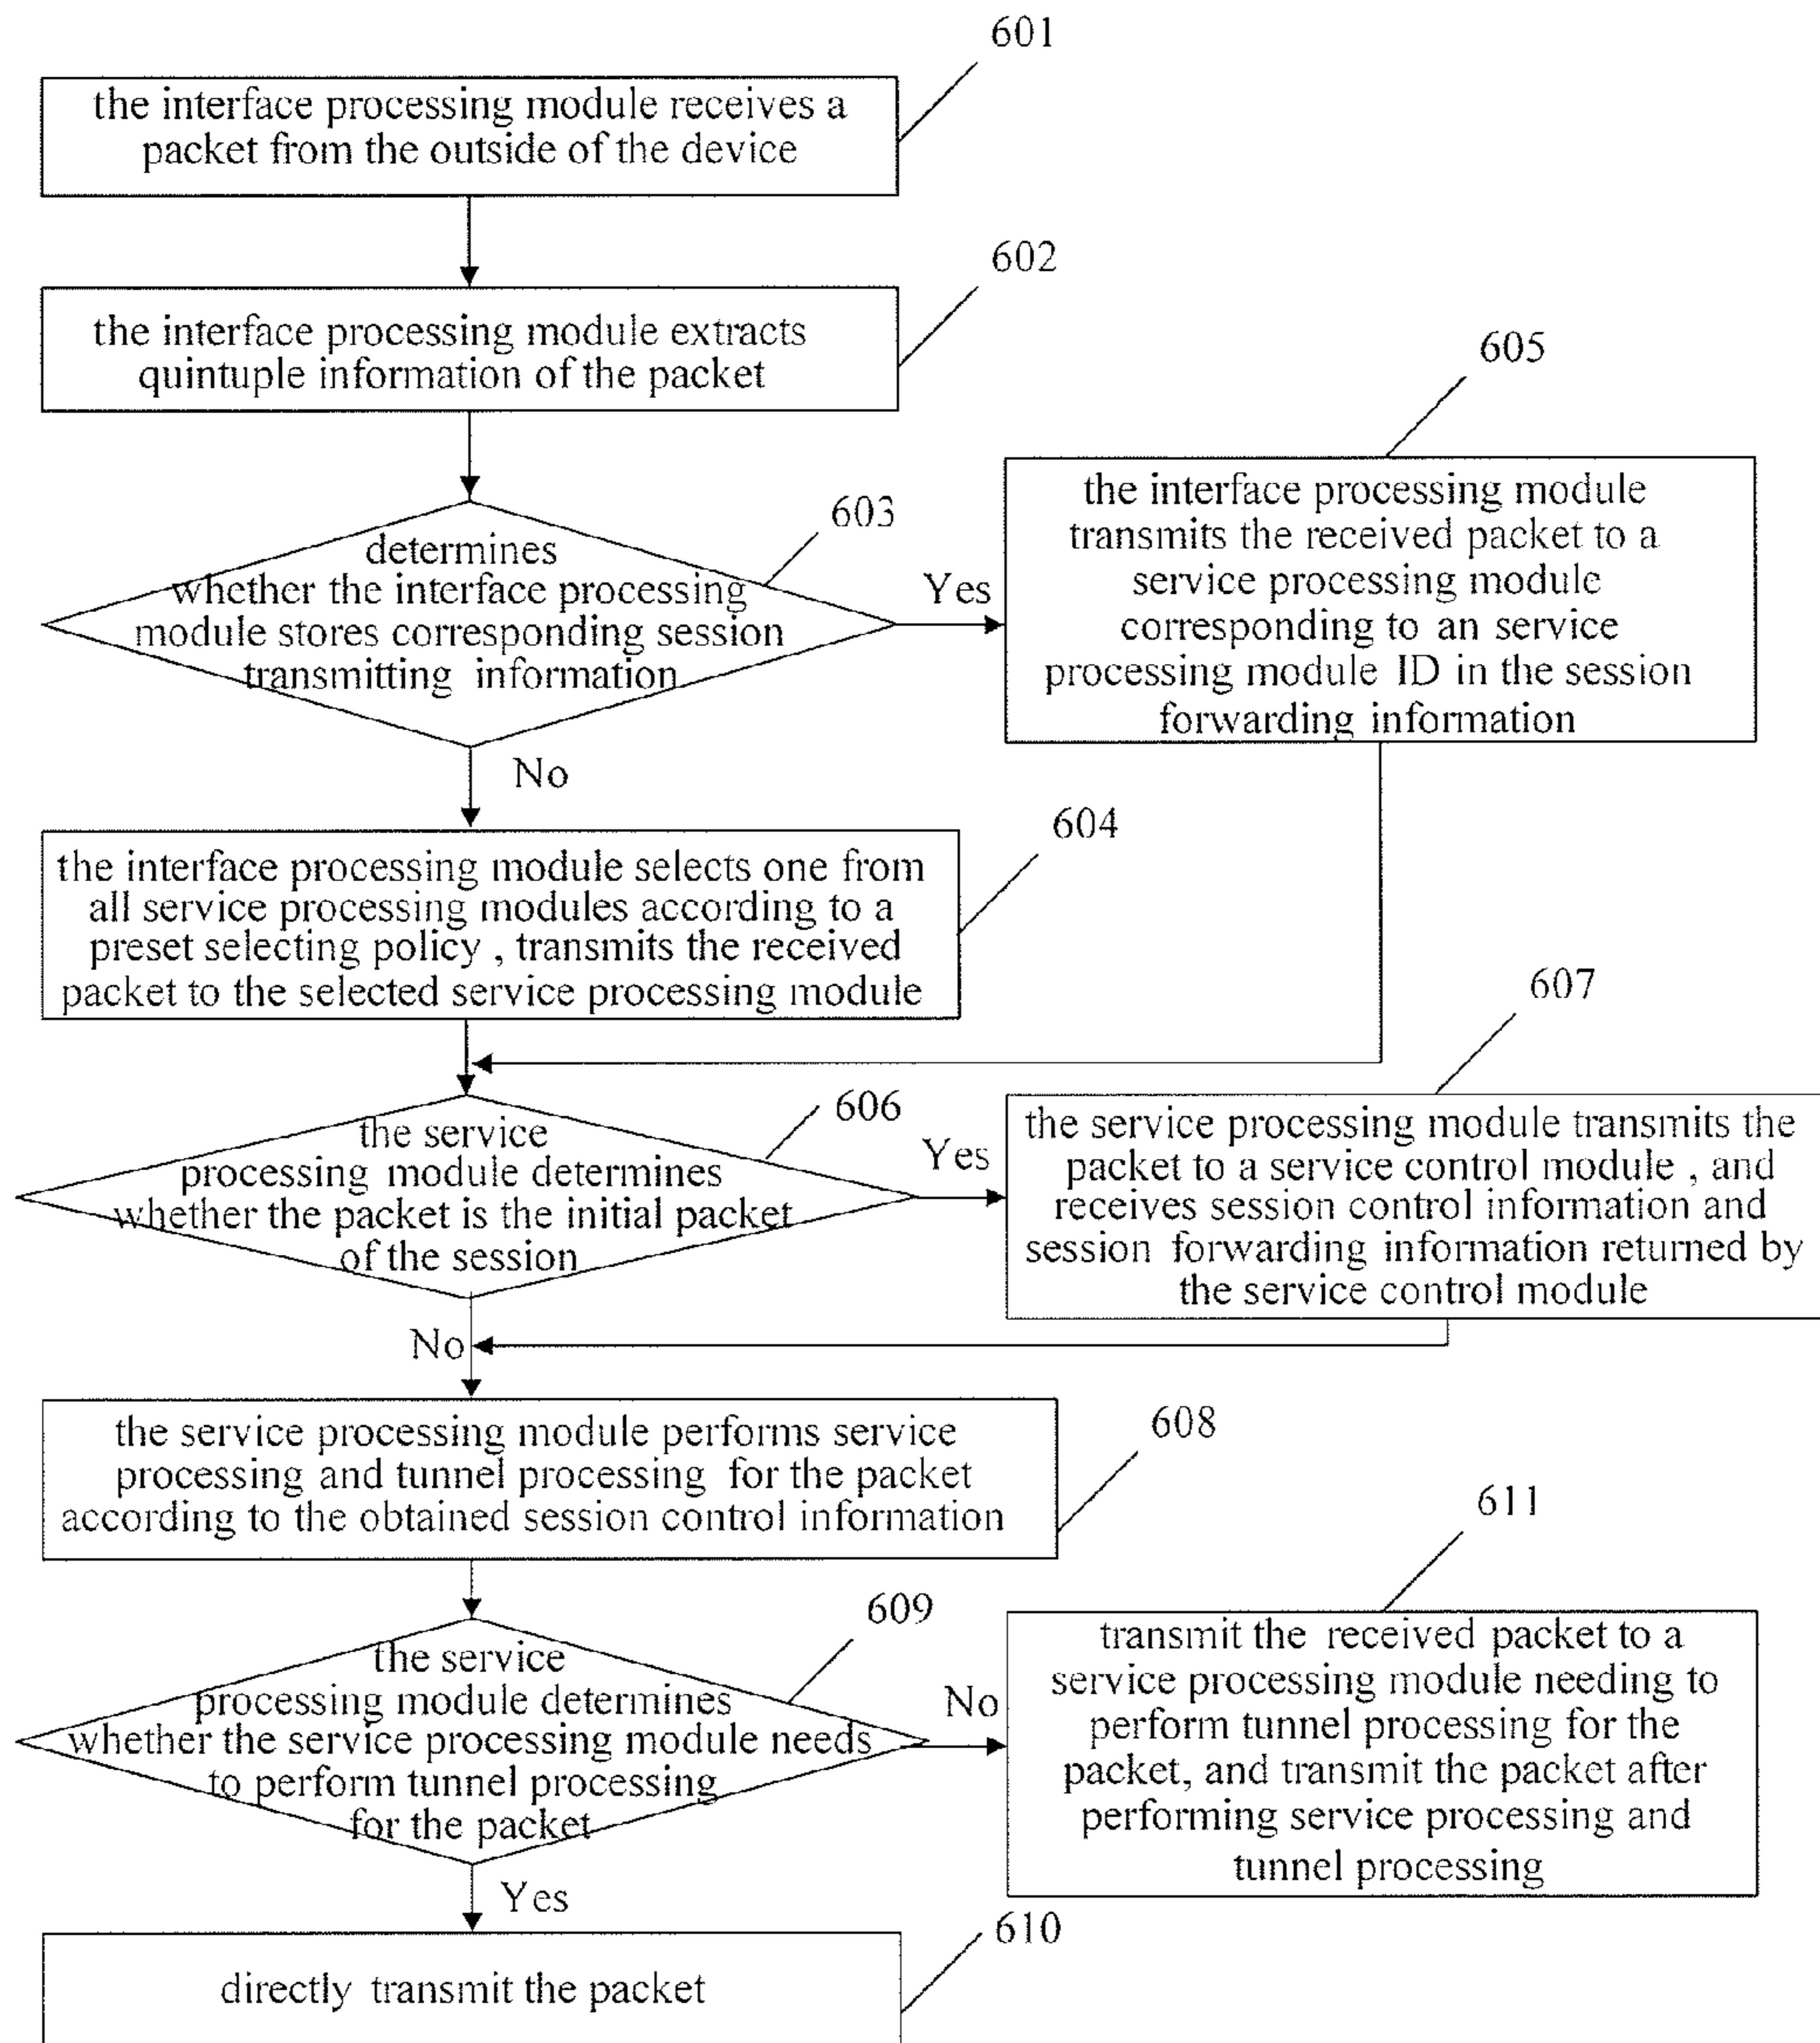 601
the interface processing module receives a
packet from the outside of the device
602
the interface processing module extracts
quintuple information of the packet
603
determines
whether the interface processing
module stores corresponding session
transmitting information
Yes
No
605
the interface processing module
transmits the received packet to a
service processing module
corresponding to an service
processing module ID in the session
forwarding information
604
the interface processing module selects one from
all service processing modules according to a
preset selecting policy , transmits the received
packet to the selected service processing module
606
the service
processing module determines
whether the packet is the initial packet
of the session
Yes
No
607
the service processing module transmits the
packet to a service control module , and
receives session control information and
session forwarding information returned by
the service control module
608
the service processing module performs service
processing and tunnel processing for the packet
according to the obtained session control information
609
the service
processing module determines
whether the service processing module needs
to perform tunnel processing
for the packet
No
Yes
611
transmit the received packet to a
service processing module needing to
perform tunnel processing for the
packet, and transmit the packet after
performing service processing and
tunnel processing
610
directly transmit the packet